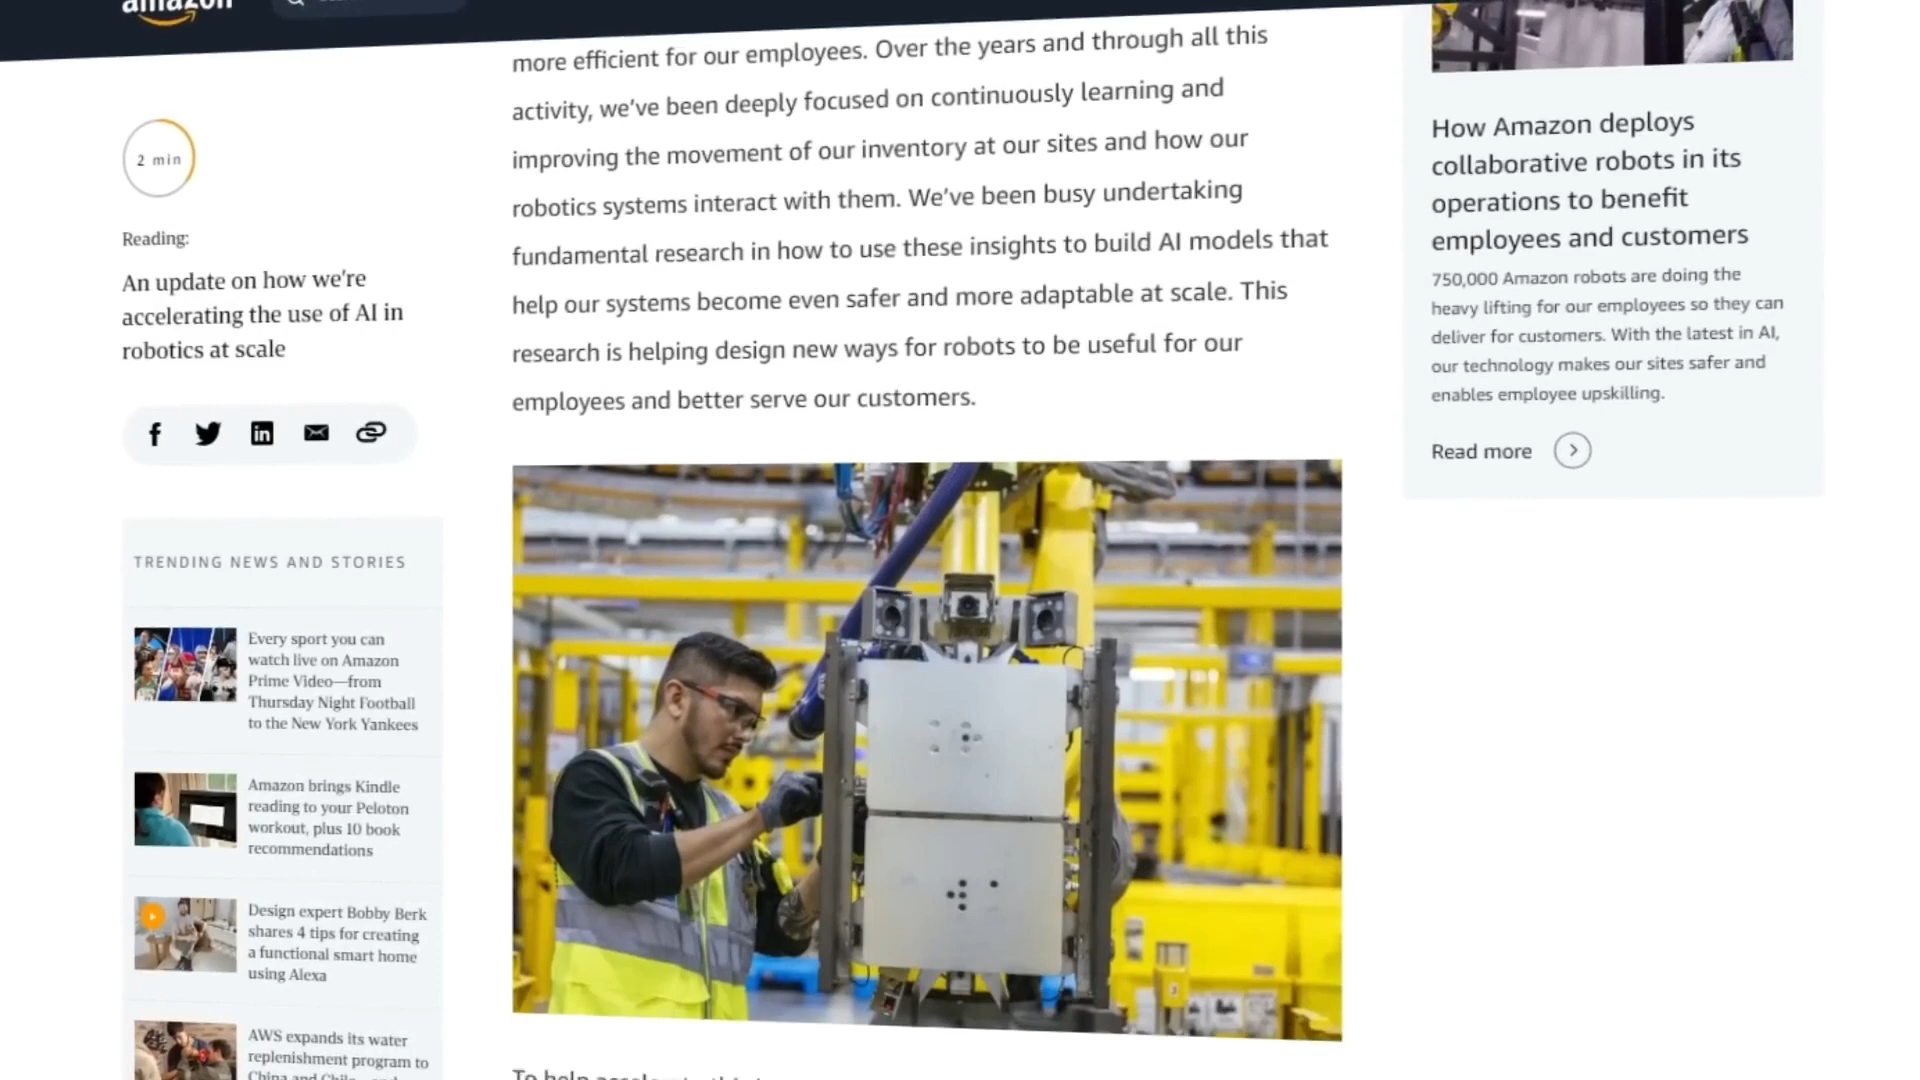 amazon
2 min
Reading:
An update on how we're
accelerating the use of AI in
robotics at scale
TRENDING NEWS AND STORIES
Every sport you can
watch live on Amazon
Prime Video—from
Thursday Night Football
to the New York Yankees
Amazon brings Kindle
reading to your Peloton
workout, plus 10 book
recommendations
Design expert Bobby Berk
shares 4 tips for creating
a functional smart home
using Alexa
AWS expands its water
replenishment program to
China and Chile
more efficient for our employees. Over the years and through all this
activity, we've been deeply focused on continuously learning and
improving the movement of our inventory at our sites and how our
robotics systems interact with them. We've been busy undertaking
fundamental research in how to use these insights to build AI models that
help our systems become even safer and more adaptable at scale. This
research is helping design new ways for robots to be useful for our
employees and better serve our customers.
To help
How Amazon deploys
collaborative robots in its
operations to benefit
employees and customers
750,000 Amazon robots are doing the
heavy lifting for our employees so they can
deliver for customers. With the latest in AI,
our technology makes our sites safer and
enables employee upskilling.
Read more